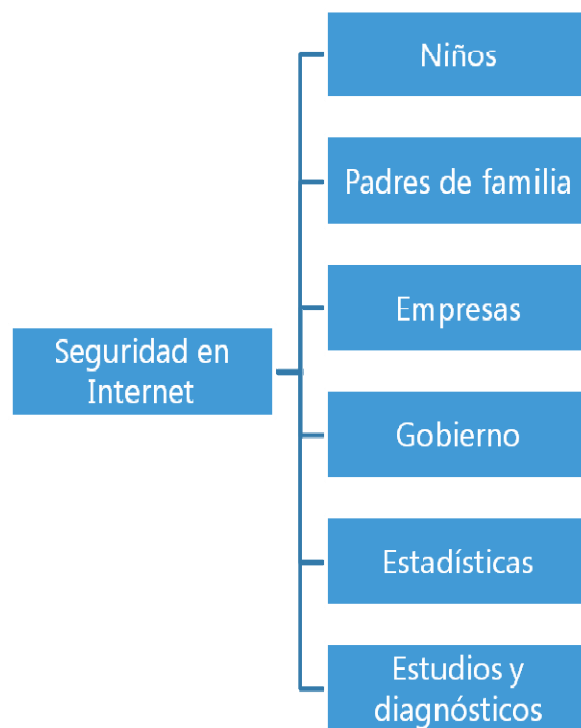 Niños
Padres de familia
Empresas
Seguridad en
Internet
Gobierno
Estadísticas
Estudios y
diagnósticos